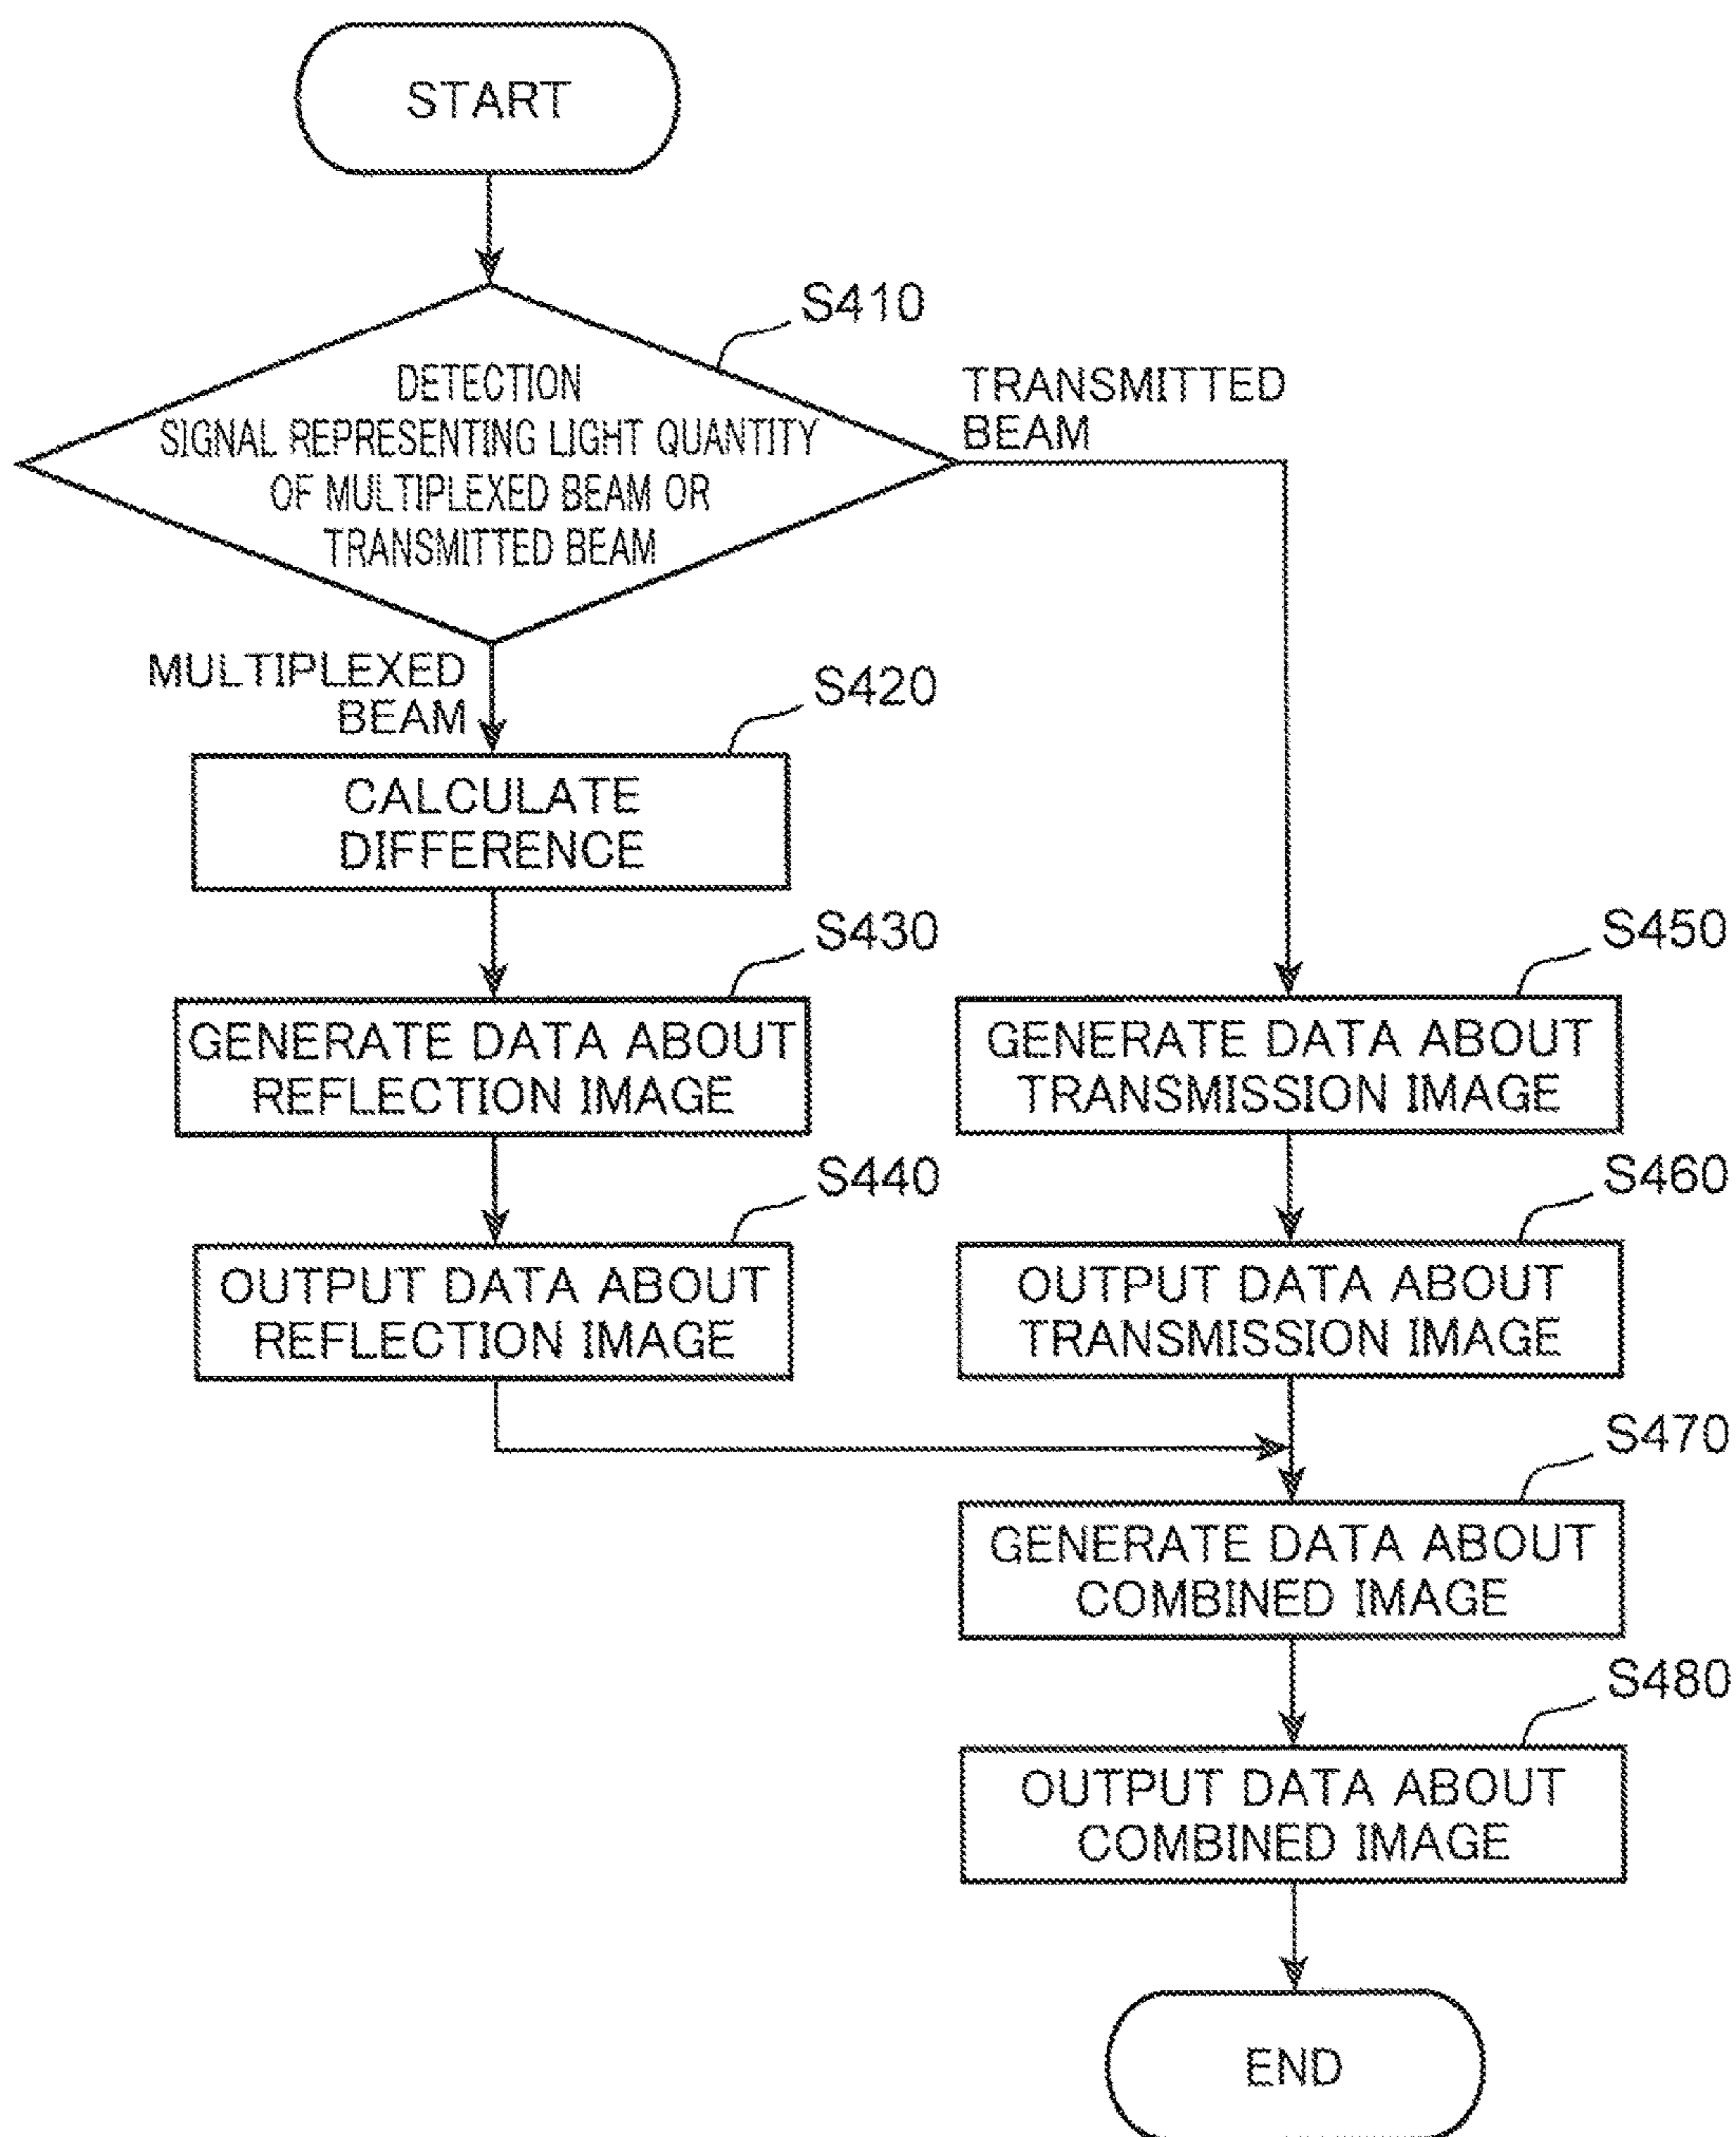 START
S410
DETECTION
SIGNAL REPRESENTING LIGHT QUANTITY
OF MULTIPLEXED BEAM OR
TRANSMITTED BEAM
TRANSMITTED
BEAM
MULTIPLEXED
BEAM
S420
CALCULATE
DIFFERENCE
S430
GENERATE DATA ABOUT
REFLECTION IMAGE
S440
OUTPUT DATA ABOUT
REFLECTION IMAGE
S450
GENERATE DATA ABOUT
TRANSMISSION IMAGE
S460
OUTPUT DATA ABOUT
TRANSMISSION IMAGE
S470
GENERATE DATA ABOUT
COMBINED IMAGE
S480
OUTPUT DATA ABOUT
COMBINED IMAGE
END